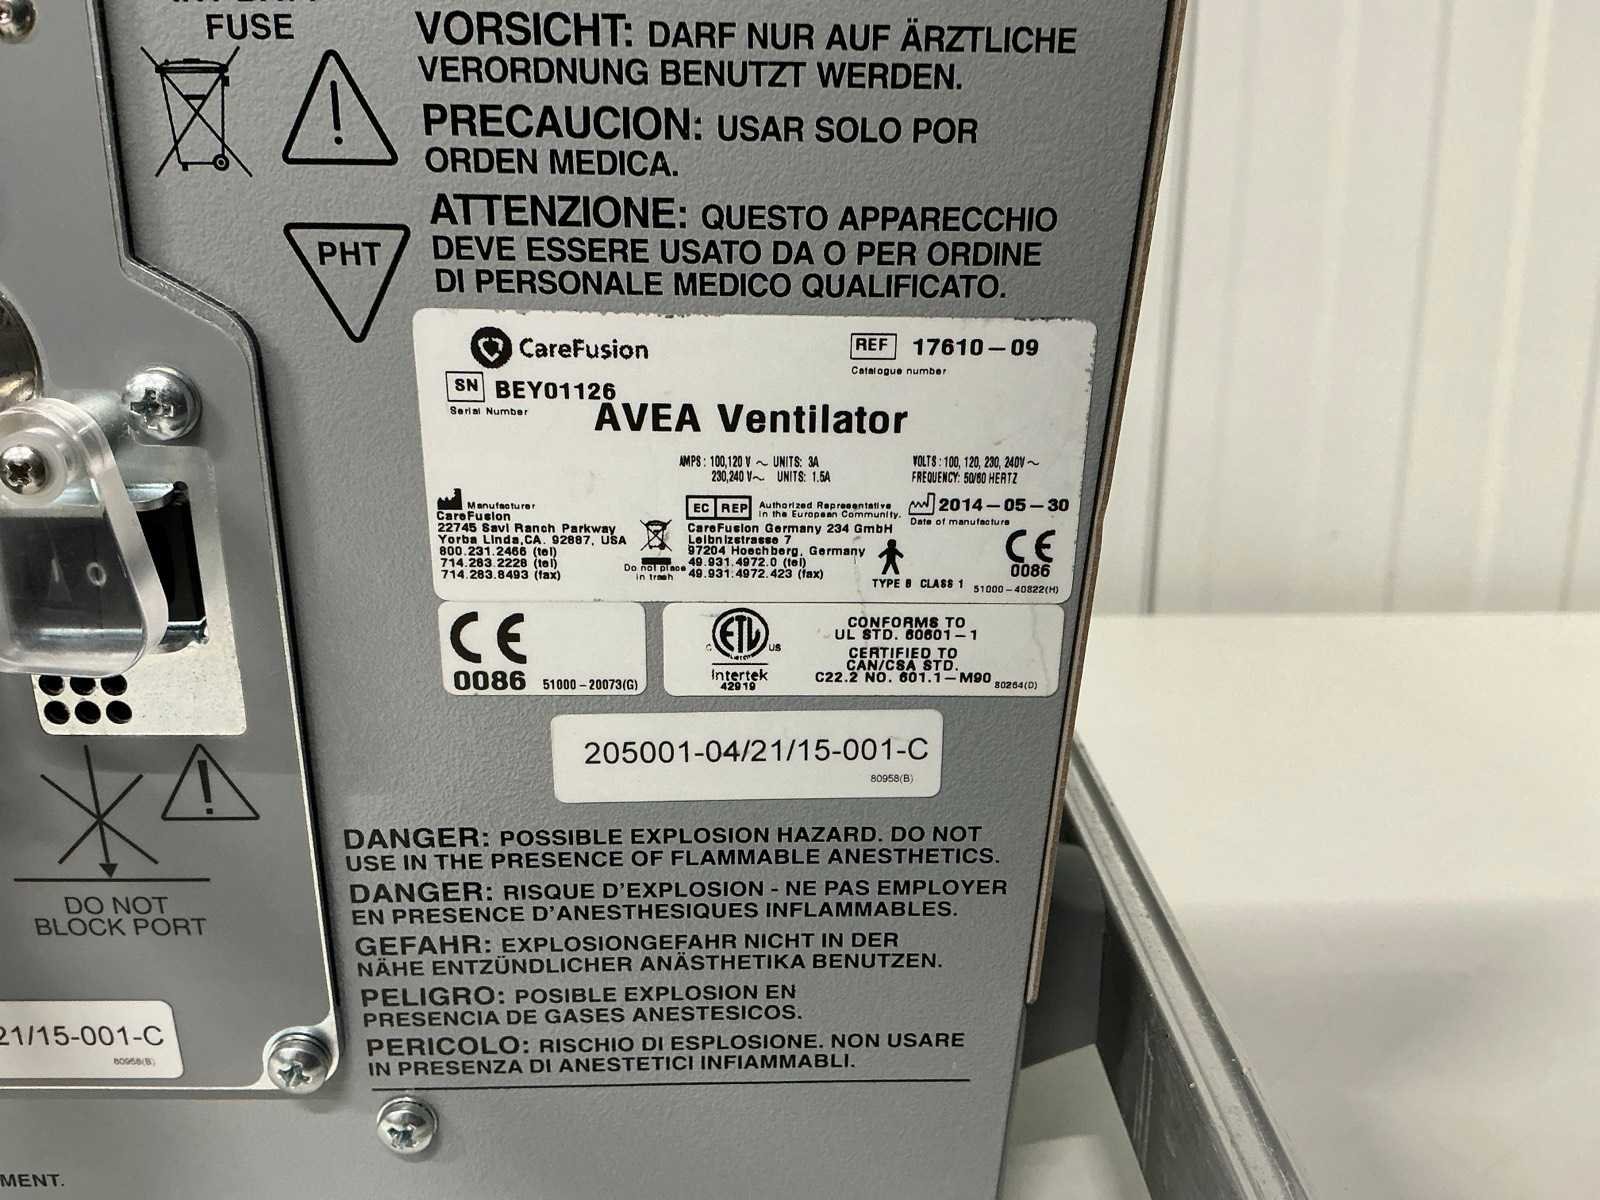 FUSE
VORSICHT: DARF NUR AUF ÄRZTLICHE
VERORDNUNG BENUTZT WERDEN.
PRECAUCION: USAR SOLO POR
ORDEN MEDICA.
ATTENZIONE: QUESTO APPARECCHIO
DEVE ESSERE USATO DA O PER ORDINE
DI PERSONALE MEDICO QUALIFICATO.
PHT
CareFusion
REF 17610-09
Catalogue number
SN BEY01126
Serial Number
AVEA Ventilator
AMPS: 100,120 V ~ UNITS: 3A
230,240 V~ UNITS: 1.5A
VOLTS: 100, 120, 230, 240V~
FREQUENCY: 50/60 HERTZ
Manufacturer
CareFusion
22745 Savi Ranch Parkway
Yorba Linda,CA. 92887, USA
800.231.2466 (tel)
714.283.2228 (tel)
714.283.8493 (fax)
Do not place
in trash
EC REP Authorized Representative
in the European Community.
CareFusion Germany 234 GmbH
Leibnizstrasse 7
97204 Hoechberg, Germany
49.931.4972.0 (tel)
49.931.4972.423 (fax)
2014-05-30
Date of manufacture
CE
0086
TYPE B CLASS 1
51000-40822(H)
CE
0086 51000-20073(G)
C ETL US
Intertek
42919
CONFORMS TO
UL STD. 60601-1
CERTIFIED TO
CAN/CSA STD.
C22.2 NO. 601.1-M90
80264(D)
205001-04/21/15-001-C
80958(B)
DO NOT
BLOCK PORT
DANGER: POSSIBLE EXPLOSION HAZARD. DO NOT
USE IN THE PRESENCE OF FLAMMABLE ANESTHETICS.
DANGER: RISQUE D'EXPLOSION - NE PAS EMPLOYER
EN PRESENCE D'ANESTHESIQUES INFLAMMABLES.
GEFAHR: EXPLOSIONGEFAHR NICHT IN DER
NÄHE ENTZÜNDLICHER ANÄSTHETIKA BENUTZEN.
PELIGRO: POSIBLE EXPLOSION EN
PRESENCIA DE GASES ANESTESICOS.
PERICOLO: RISCHIO DI ESPLOSIONE. NON USARE
IN PRESENZA DI ANESTETICI INFIAMMABLI.
21/15-001-C
80958(B)
MENT.